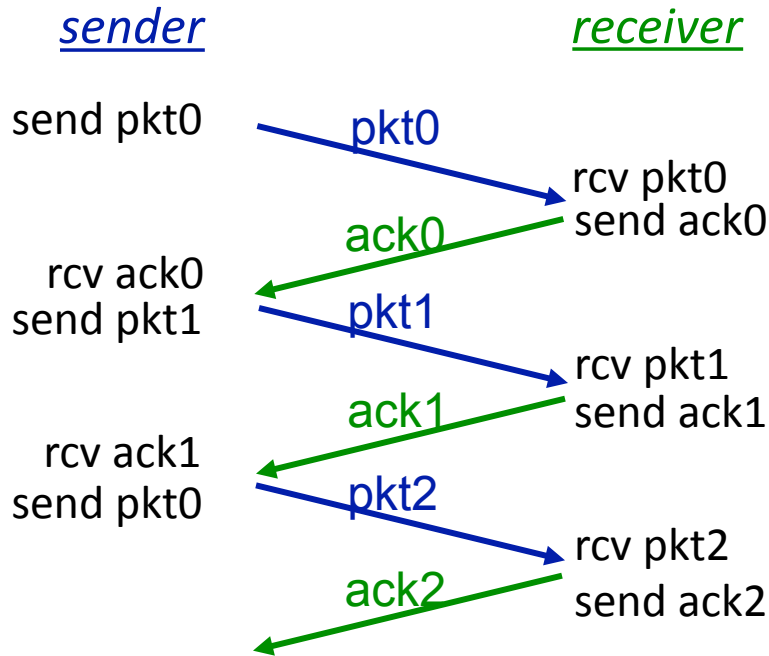 sender
receiver
send pkt0
pkt0
rcv pkt0
send ack0
ack0
rcv ack0
send pkt1
pkt1
rcv pkt1
send ack1
ack1
rcv ack1
send pkt0
pkt2
rcv pkt2
send ack2
ack2